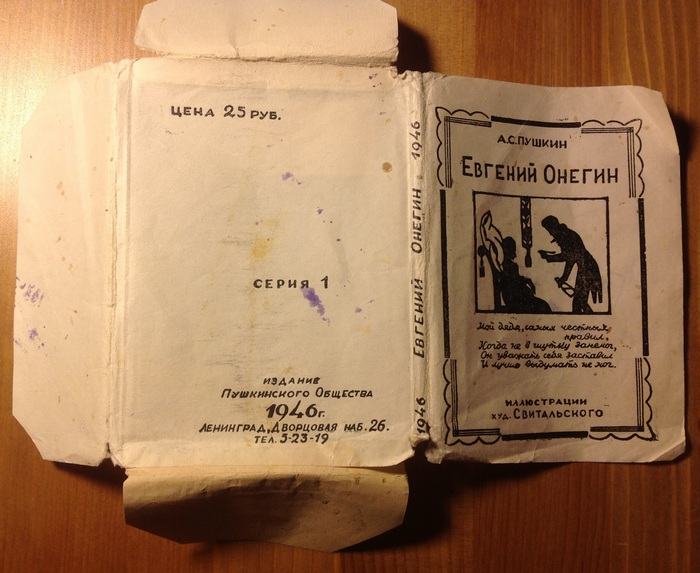 ЦЕНА 25 РУБ.
СЕРИЯ 1
ИЗДАНИЕ
ПУШКИНСКОГО ОБЩЕСТВА
1946 г.
ЛЕНИНГРАД, ДВОРЦОВАЯ НАБ. 26.
ТЕЛ. 5-23-19
1946 ЕВГЕНИЙ ОНЕГИН 1946
А.С. ПУШКИН
ЕВГЕНИЙ ОНЕГИН
Мой дядя, самых честных
правил,
Когда не в шутку занемог,
Он уважать себя заставил
И лучше выдумать не мог.
ИЛЛЮСТРАЦИИ
ХУД. СВИТАЛЬСКОГО